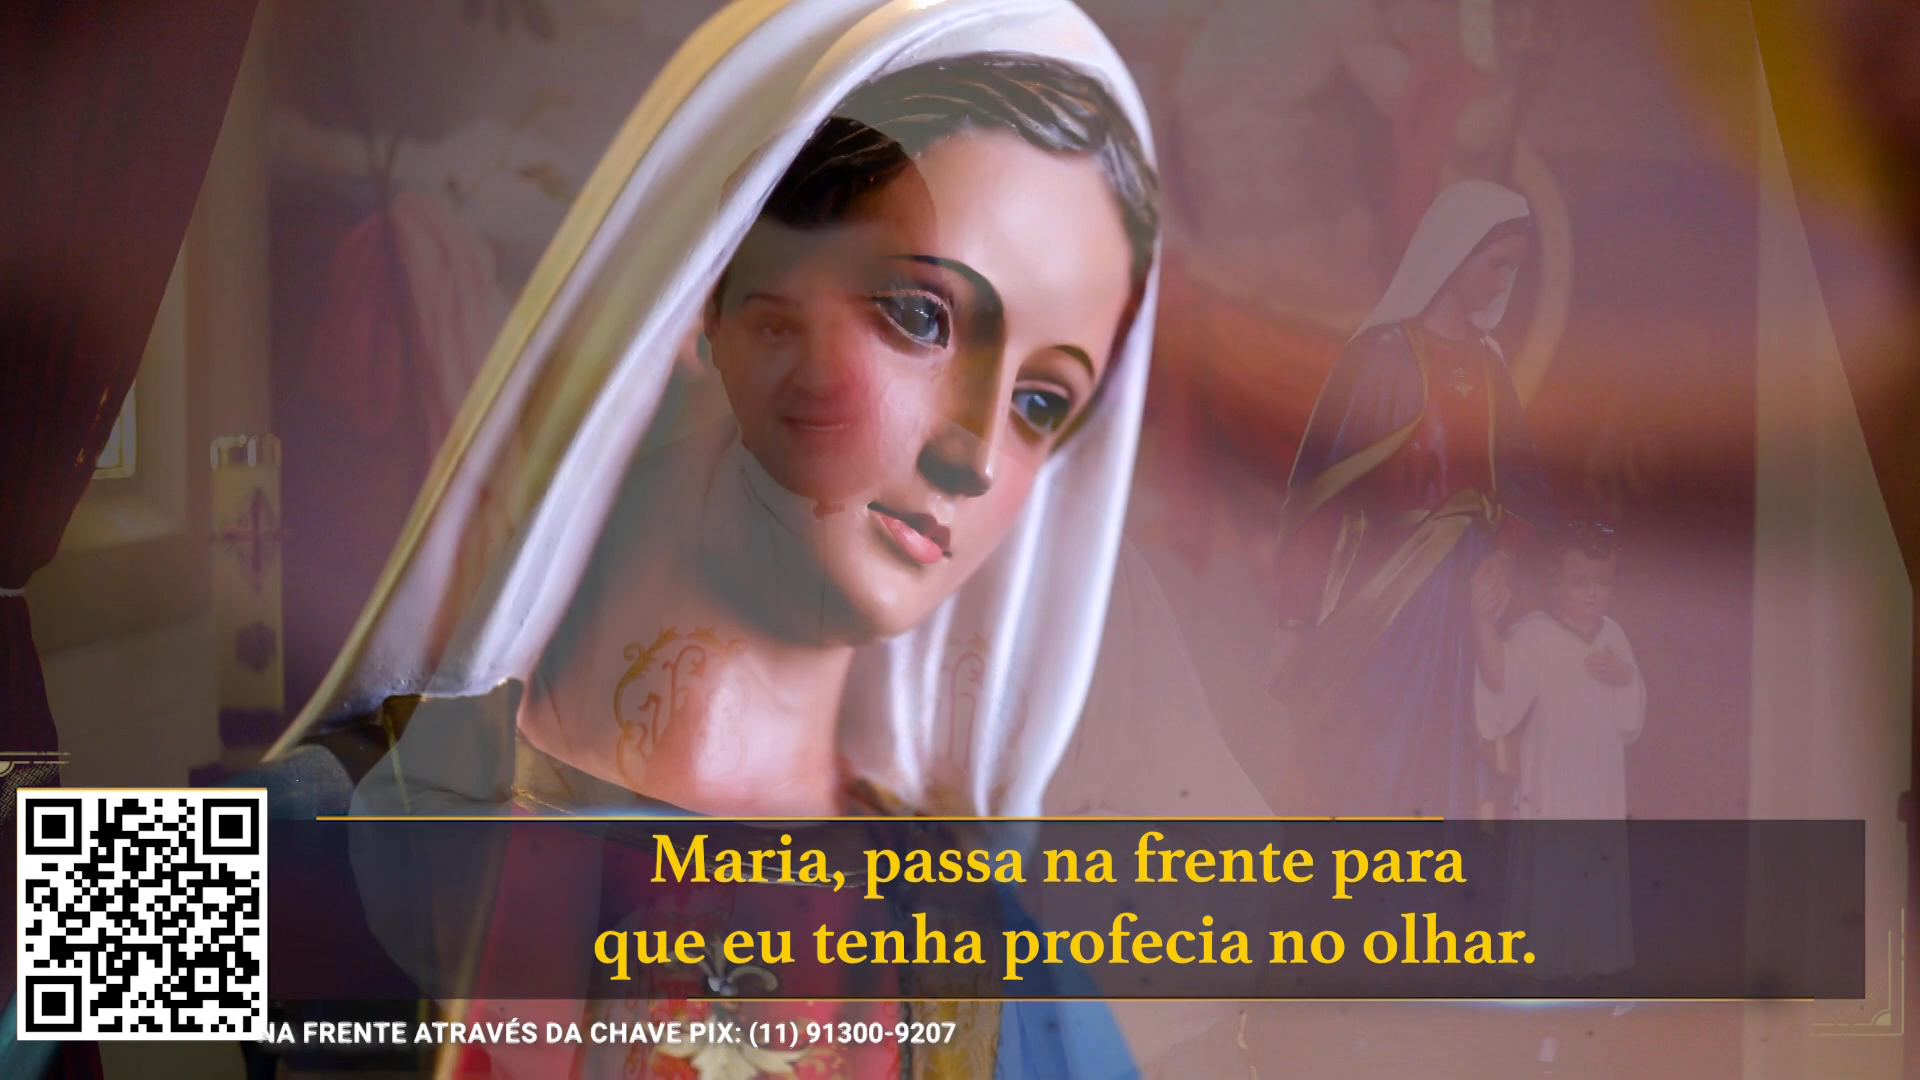 Maria, passa na frente para
que eu tenha profecia no olhar.
NA FRENTE ATRAVÉS DA CHAVE PIX: (11) 91300-9207